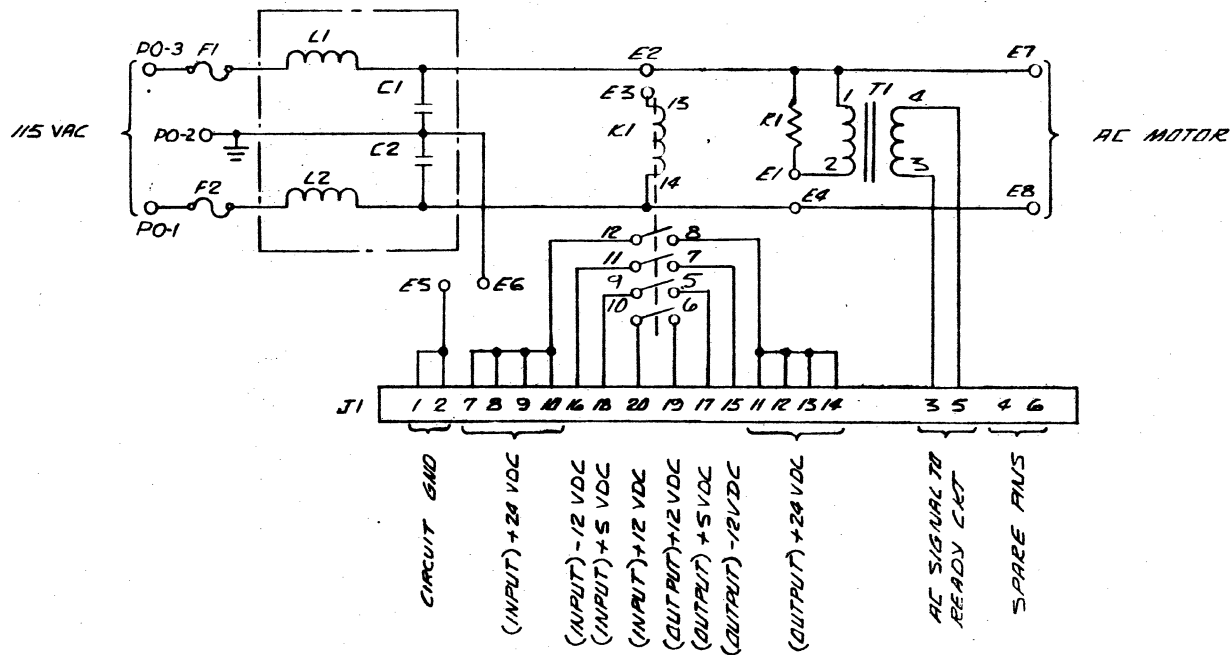 PO-3
F1
L1
E2
E7
C1
E3
13
1
T1
4
K1
R1
115 VAC
PO-2
AC MOTOR
C2
14
E1
2
3
F2
L2
E4
E8
PO-1
12
8
11
7
E5
E6
9
5
10
6
J1
1 2 7 8 9 10 16 18 20 19 17 15 11 12 13 14 3 5 4 6
CIRCUIT GND
(INPUT) +24 VDC
(INPUT) -12 VDC
(INPUT) +5 VDC
(INPUT) +12 VDC
(OUTPUT) +12 VDC
(OUTPUT) +5 VDC
(OUTPUT) -12 VDC
(OUTPUT) +24 VDC
AC SIGNAL TO
READY CKT
SPARE PINS